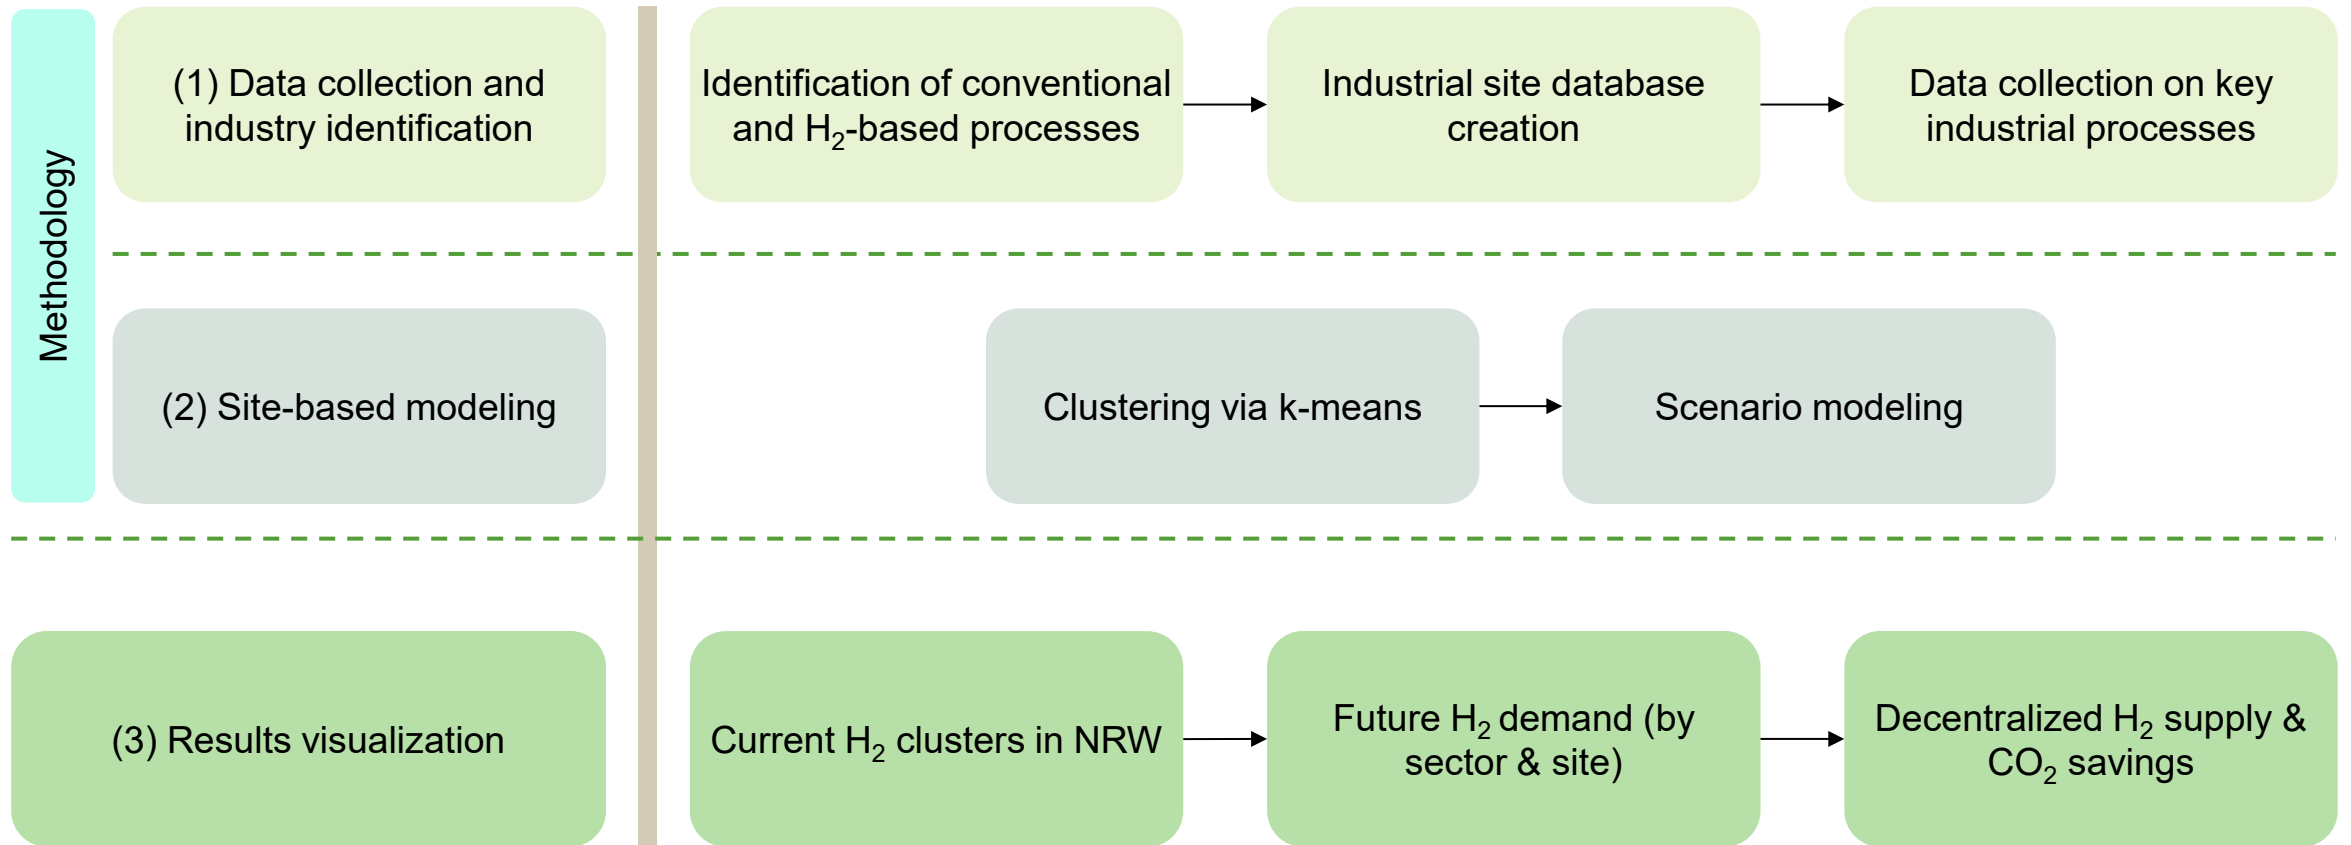 Methodology
(1) Data collection and
industry identification
Identification of conventional
and H₂-based processes
Industrial site database
creation
Data collection on key
industrial processes
(2) Site-based modeling
Clustering via k-means
Scenario modeling
(3) Results visualization
Current H₂ clusters in NRW
Future H₂ demand (by
sector & site)
Decentralized H₂ supply &
CO₂ savings